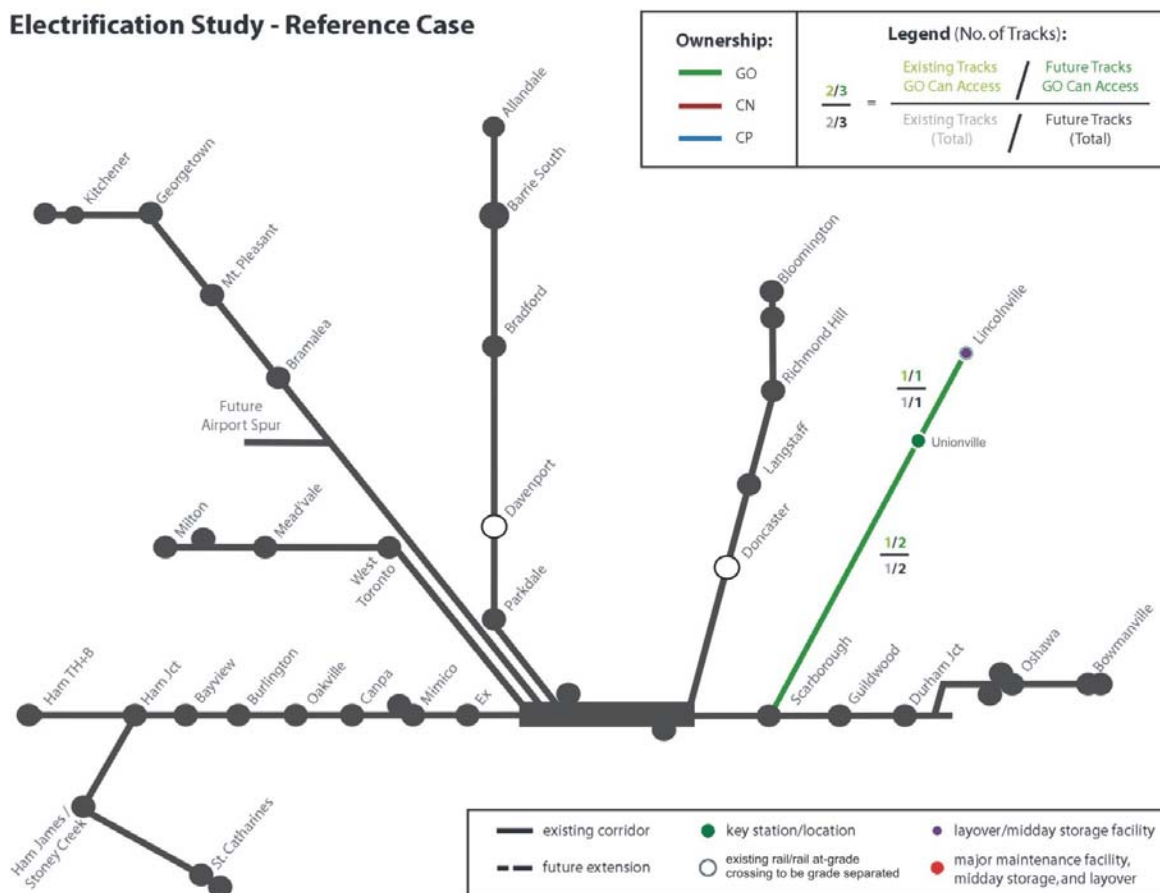 Electrification Study - Reference Case
Ownership:
GO
CN
CP
Legend (No. of Tracks):
2/3
2/3
=
Existing Tracks
GO Can Access
/
Future Tracks
GO Can Access
Existing Tracks
(Total)
/
Future Tracks
(Total)
Kitchener
Georgetown
Mt. Pleasant
Bramalea
Future
Airport Spur
Allandale
Barrie South
Bradford
Davenport
Parkdale
Bloomington
Richmond Hill
Langstaff
Doncaster
Lincolnville
1/1
1/1
Unionville
1/2
1/2
Milton
Mead'vale
West
Toronto
Ham TH+B
Ham Jct
Bayview
Burlington
Oakville
Canpa
Mimico
Ex
Scarborough
Guildwood
Durham Jct
Oshawa
Bowmanville
Ham James /
Stoney Creek
St. Catharines
existing corridor
future extension
key station/location
existing rail/rail at-grade
crossing to be grade separated
layover/midday storage facility
major maintenance facility,
midday storage, and layover